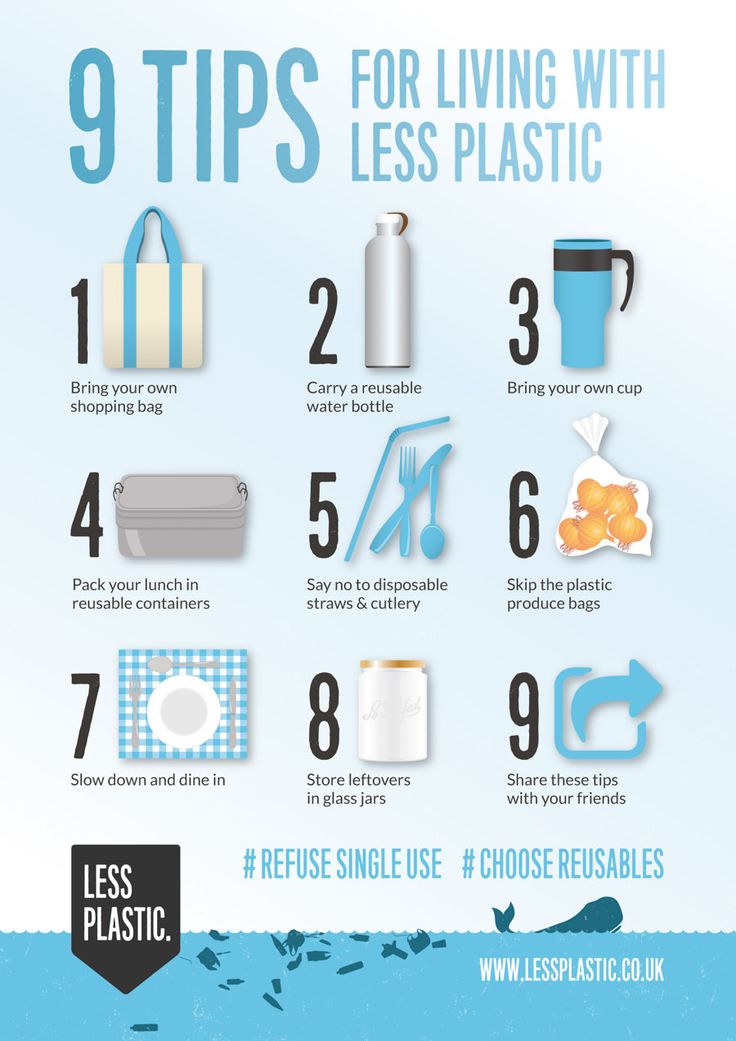 9 TIPS
FOR LIVING WITH
LESS PLASTIC
1
Bring your own
shopping bag
2
Carry a reusable
water bottle
3
Bring your own cup
4
Pack your lunch in
reusable containers
5
Say no to disposable
straws & cutlery
6
Skip the plastic
produce bags
7
Slow down and dine in
8
Store leftovers
in glass jars
9
Share these tips
with your friends
# REFUSE SINGLE USE # CHOOSE REUSABLES
LESS
PLASTIC.
WWW.LESSPLASTIC.CO.UK